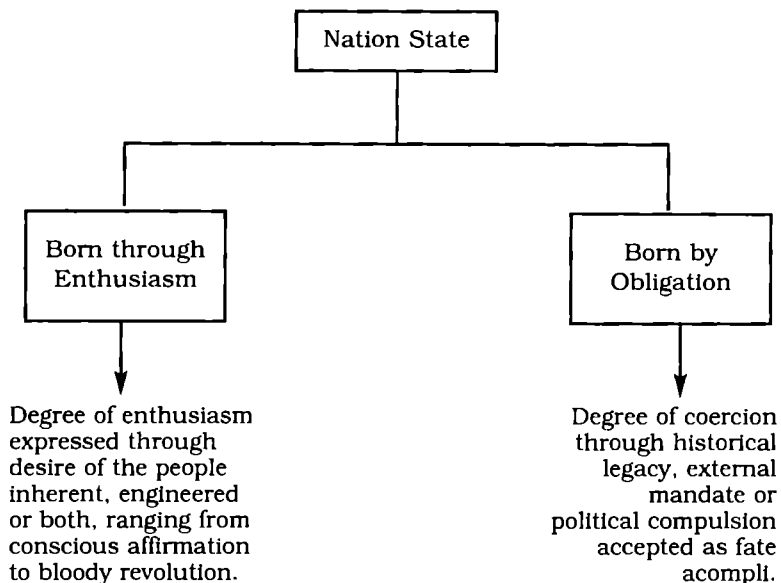 Nation State
Born through
Enthusiasm
Born by
Obligation
Degree of enthusiasm
expressed through
desire of the people
inherent, engineered
or both, ranging from
conscious affirmation
to bloody revolution.
Degree of coercion
through historical
legacy, external
mandate or
political compulsion
accepted as fate
acompli.